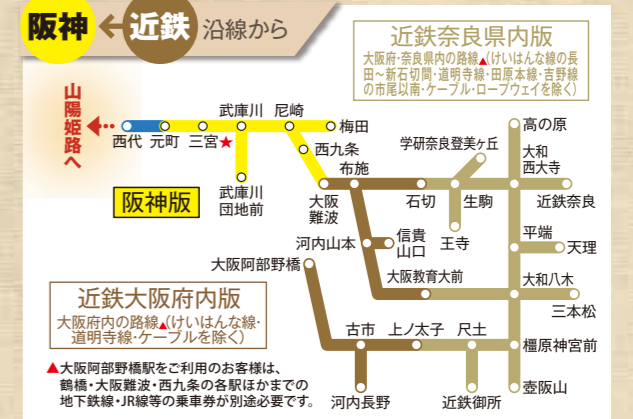 阪神 ← 近鉄 沿線から
近鉄奈良県内版
大阪府・奈良県内の路線▲(けいはんな線の長
田〜新石切間・道明寺線・田原本線・吉野線
の市尾以南・ケーブル・ロープウェイを除く)
山陽姫路へ
武庫川
尼崎
梅田
西代
元町
三宮★
西九条
武庫川
団地前
阪神版
大阪
難波
布施
学研奈良登美ヶ丘
高の原
大和
西大寺
石切
生駒
近鉄奈良
王寺
河内山本
信貴
山口
平端
天理
大阪阿部野橋
大阪教育大前
大和八木
三本松
近鉄大阪府内版
大阪府内の路線▲(けいはんな線・
道明寺線・ケーブルを除く)
古市
上ノ太子
尺土
橿原神宮前
河内長野
近鉄御所
壺阪山
▲大阪阿部野橋駅をご利用のお客様は、
鶴橋・大阪難波・西九条の各駅ほかまでの
地下鉄線・JR線等の乗車券が別途必要です。